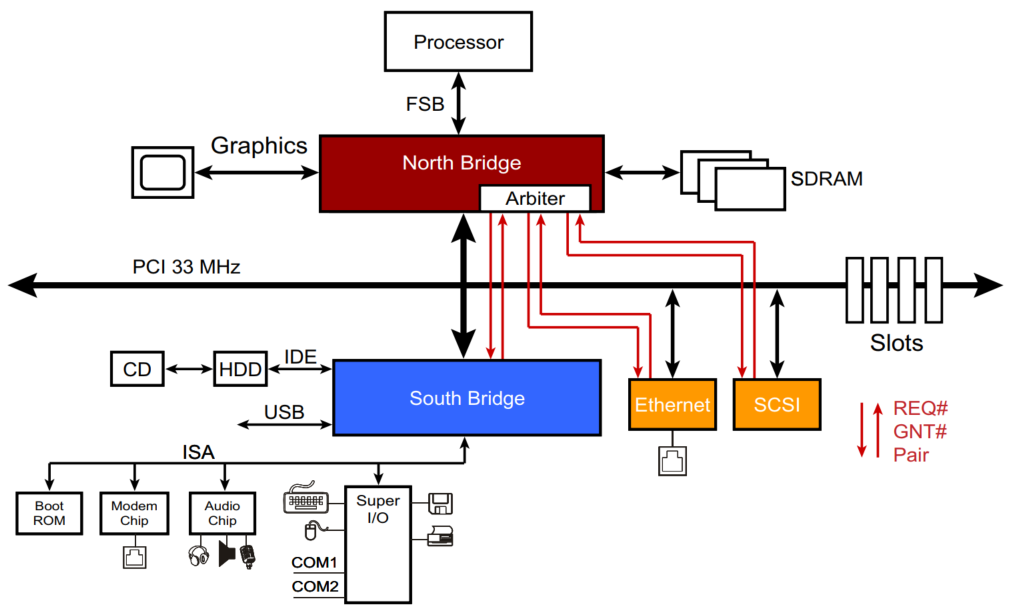 Processor
FSB
Graphics
North Bridge
Arbiter
SDRAM
PCI 33 MHz
Slots
CD
HDD
IDE
USB
South Bridge
Ethernet
SCSI
REQ#
GNT#
Pair
ISA
Boot
ROM
Modem
Chip
Audio
Chip
Super
I/O
COM1
COM2